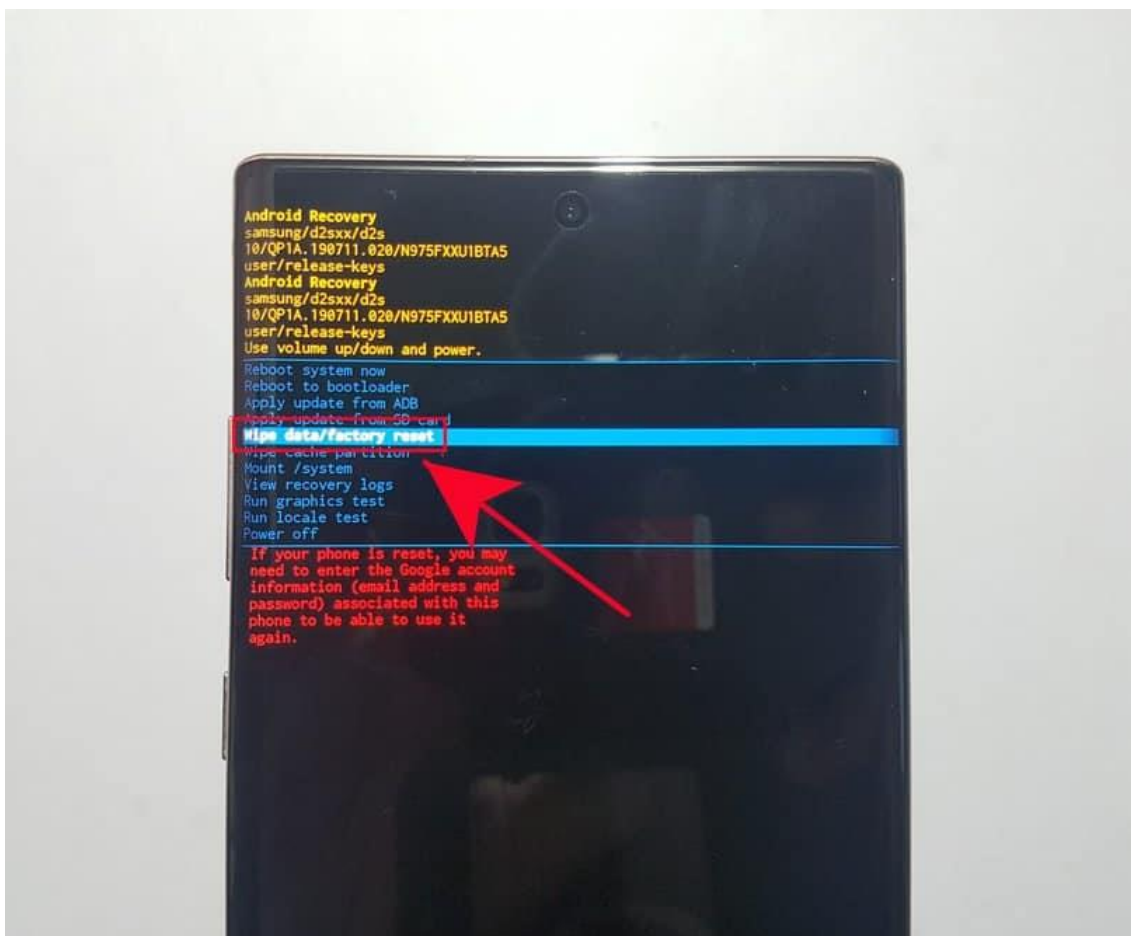 Android Recovery
samsung/d2sxx/d2s
10/QP1A.190711.020/N975FXXU1BTA5
user/release-keys
Android Recovery
samsung/d2sxx/d2s
10/QP1A.190711.020/N975FXXU1BTA5
user/release-keys
Use volume up/down and power.
Reboot system now
Reboot to bootloader
Apply update from ADB
Apply update from SD card
Wipe data/factory reset
Wipe cache partition
Mount /system
View recovery logs
Run graphics test
Run locale test
Power off
If your phone is reset, you may
need to enter the Google account
information (email address and
password) associated with this
phone to be able to use it
again.